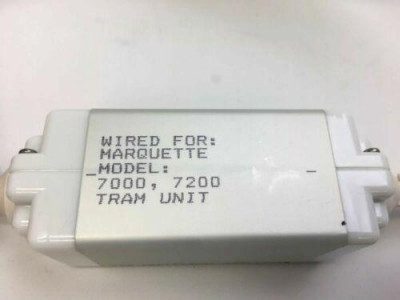 WIRED FOR:
MARQUETTE
MODEL:
7000, 7200
TRAM UNIT